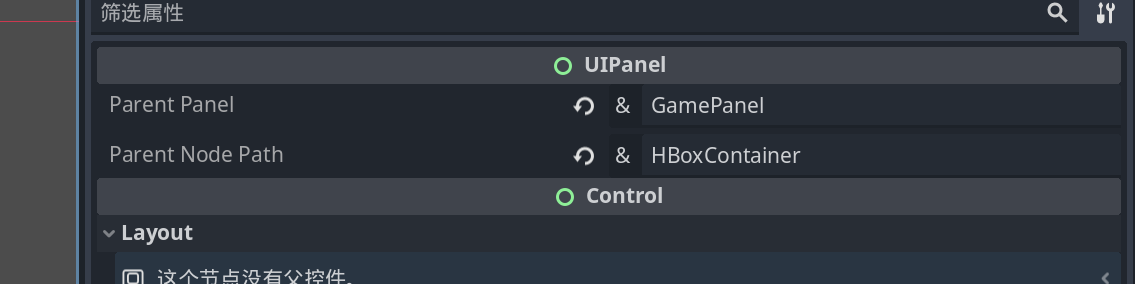 筛选属性
UIPanel
Parent Panel & GamePanel
Parent Node Path & HBoxContainer
Control
Layout
这个节点没有父控件。